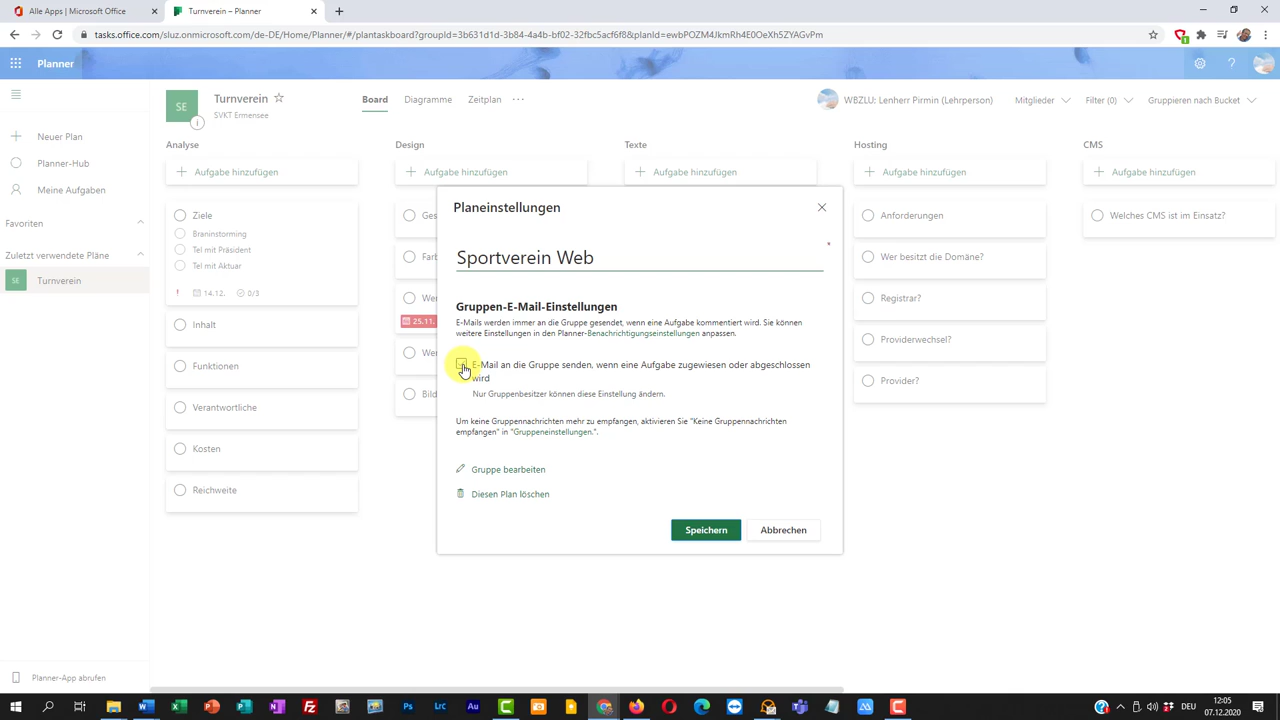 Alle Apps | Microsoft Office
Turnverein – Planner
tasks.office.com/sluz.onmicrosoft.com/de-DE/Home/Planner/#/plantaskboard?groupId=3b631d1d-3b84-4a4b-bf02-32fbc5acf6f8&planId=ewbPOZM4JkmRh4E0OeXh5ZYAGvPm
Planner
SE
Turnverein
SVKT Ermensee
Board
Diagramme
Zeitplan
WBZLU: Lenherr Pirmin (Lehrperson)
Mitglieder
Filter (0)
Gruppieren nach Bucket
Neuer Plan
Planner-Hub
Meine Aufgaben
Favoriten
Zuletzt verwendete Pläne
SE
Turnverein
Planner-App abrufen
Analyse
Aufgabe hinzufügen
Ziele
Braninstorming
Tel mit Präsident
Tel mit Aktuar
14.12.
0/3
Inhalt
Funktionen
Verantwortliche
Kosten
Reichweite
Design
Aufgabe hinzufügen
Ges
Farb
Wer
25.11.
Wer
Bild
Texte
Aufgabe hinzufügen
Hosting
Aufgabe hinzufügen
Anforderungen
Wer besitzt die Domäne?
Registrar?
Providerwechsel?
Provider?
CMS
Aufgabe hinzufügen
Welches CMS ist im Einsatz?
Planeinstellungen
Sportverein Web
Gruppen-E-Mail-Einstellungen
E-Mails werden immer an die Gruppe gesendet, wenn eine Aufgabe kommentiert wird. Sie können
weitere Einstellungen in den Planner-Benachrichtigungseinstellungen anpassen.
E-Mail an die Gruppe senden, wenn eine Aufgabe zugewiesen oder abgeschlossen
wird
Nur Gruppenbesitzer können diese Einstellung ändern.
Um keine Gruppennachrichten mehr zu empfangen, aktivieren Sie "Keine Gruppennachrichten
empfangen" in "Gruppeneinstellungen.".
Gruppe bearbeiten
Diesen Plan löschen
Speichern
Abbrechen
DEU
12:05
07.12.2020